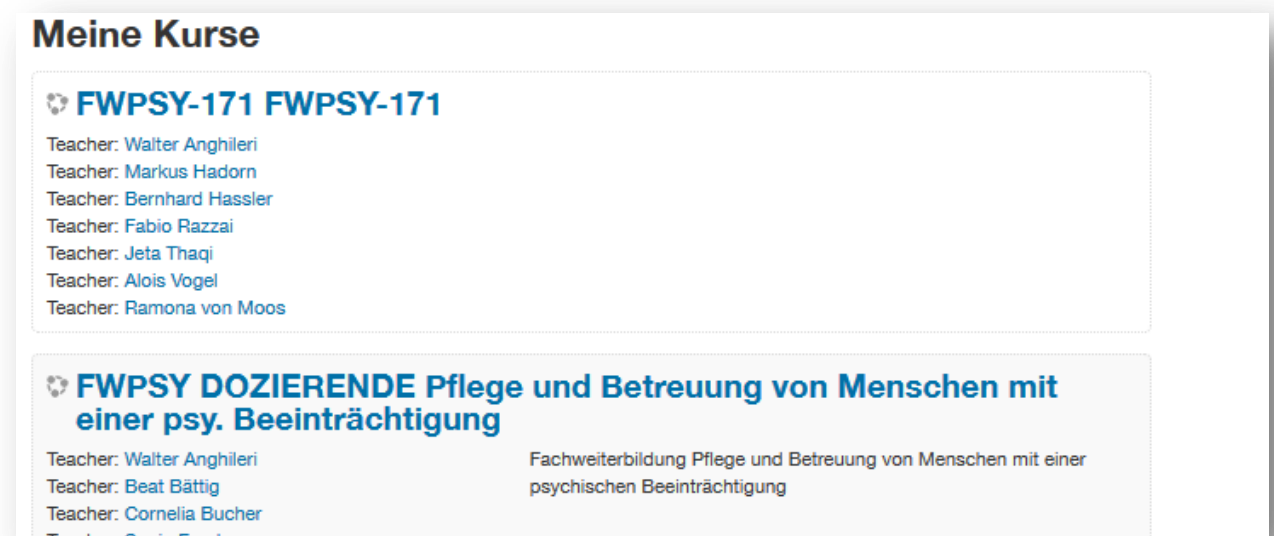 Meine Kurse
FWPSY-171 FWPSY-171
Teacher: Walter Anghileri
Teacher: Markus Hadorn
Teacher: Bernhard Hassler
Teacher: Fabio Razzai
Teacher: Jeta Thaqi
Teacher: Alois Vogel
Teacher: Ramona von Moos
FWPSY DOZIERENDE Pflege und Betreuung von Menschen mit
einer psy. Beeinträchtigung
Teacher: Walter Anghileri
Teacher: Beat Bättig
Teacher: Cornelia Bucher
Fachweiterbildung Pflege und Betreuung von Menschen mit einer
psychischen Beeinträchtigung